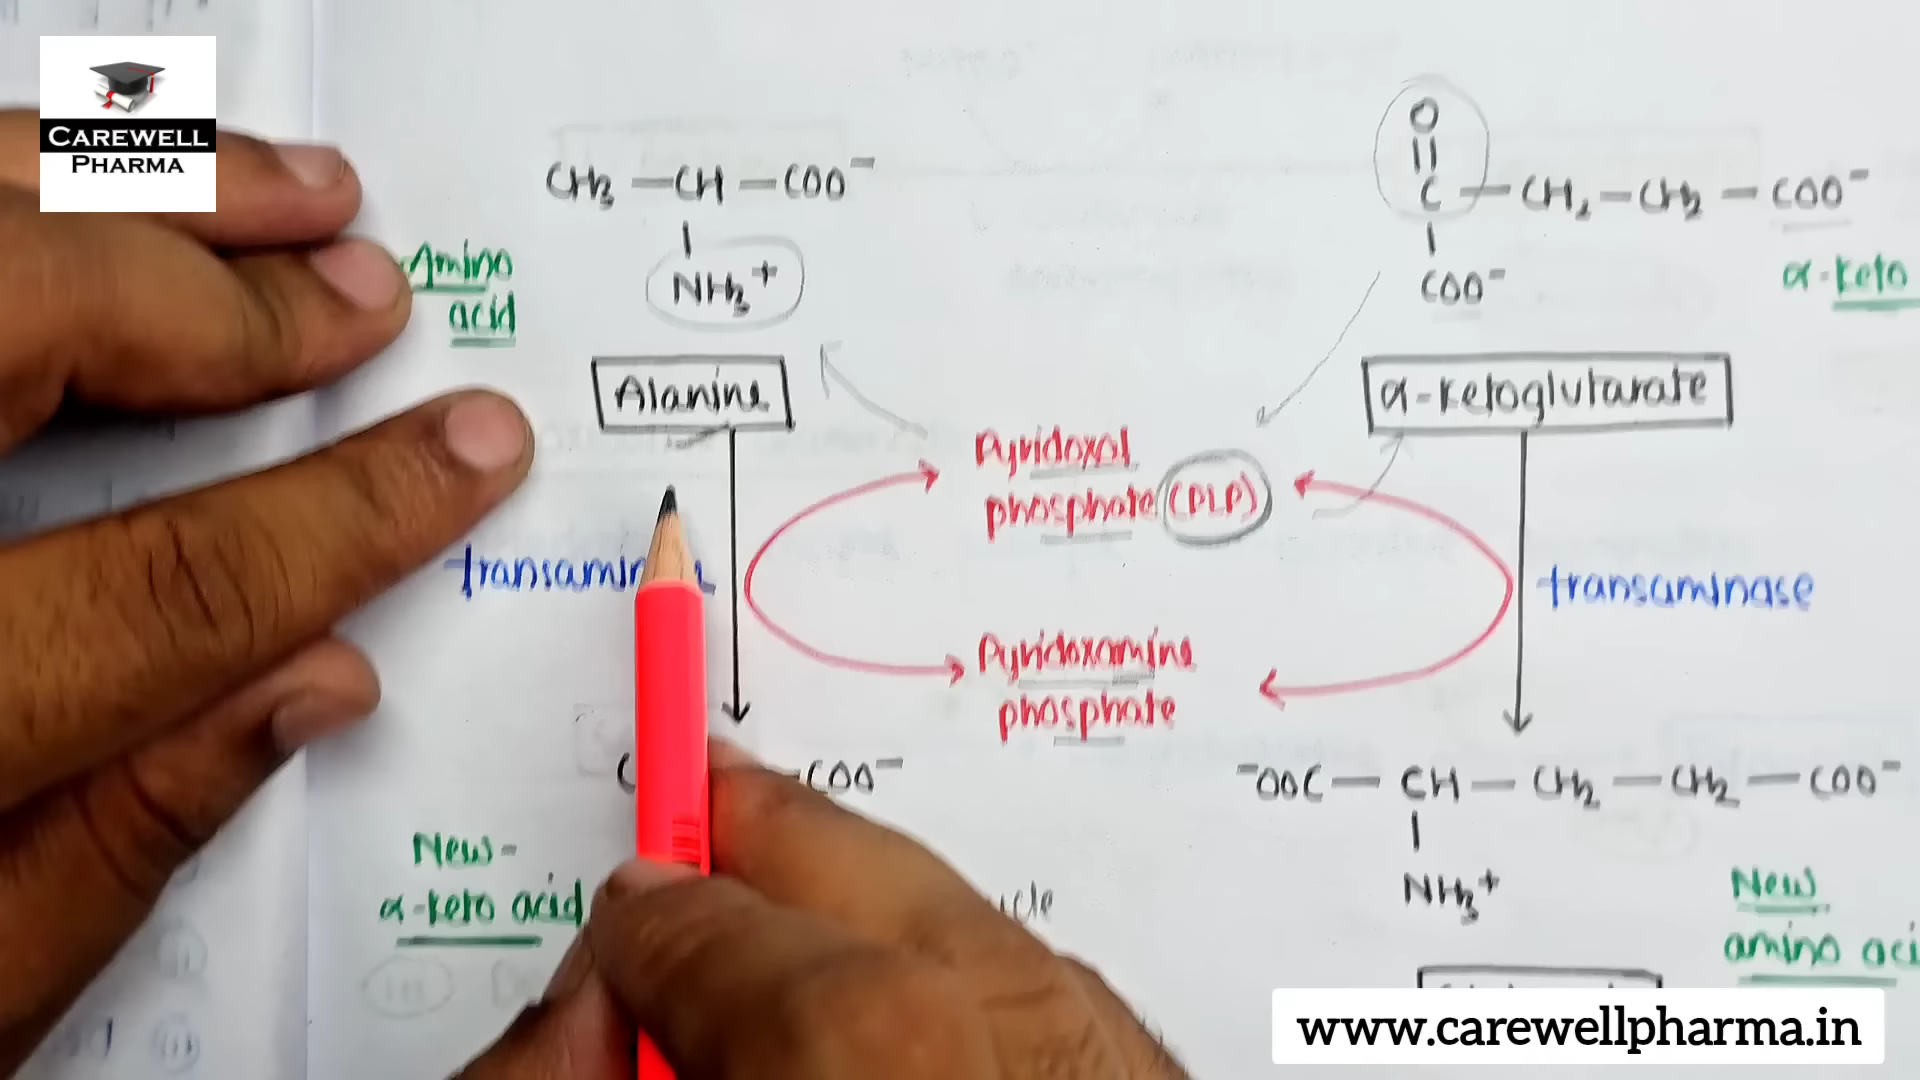 CAREWELL
PHARMA
CH3 — CH — COO⁻
NH3⁺
Amino
acid
Alanine
O
C — CH2 — CH2 — COO⁻
COO⁻
α-keto
α-ketoglutarate
Pyridoxal
phosphate (PLP)
transaminase
Pyridoxamine
phosphate
COO⁻
⁻OOC — CH — CH2 — CH2 — COO⁻
NH3⁺
New-
α-keto acid
New
amino aci
www.carewellpharma.in